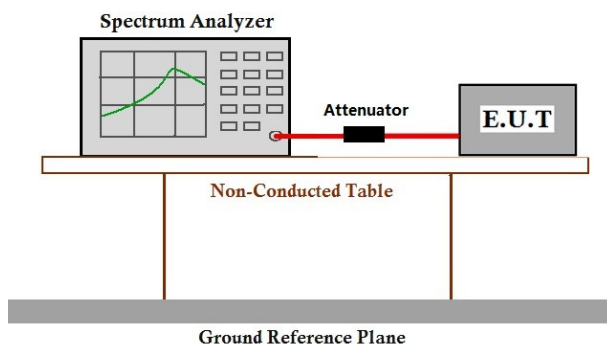 Spectrum Analyzer
Attenuator
E.U.T
Non-Conducted Table
Ground Reference Plane